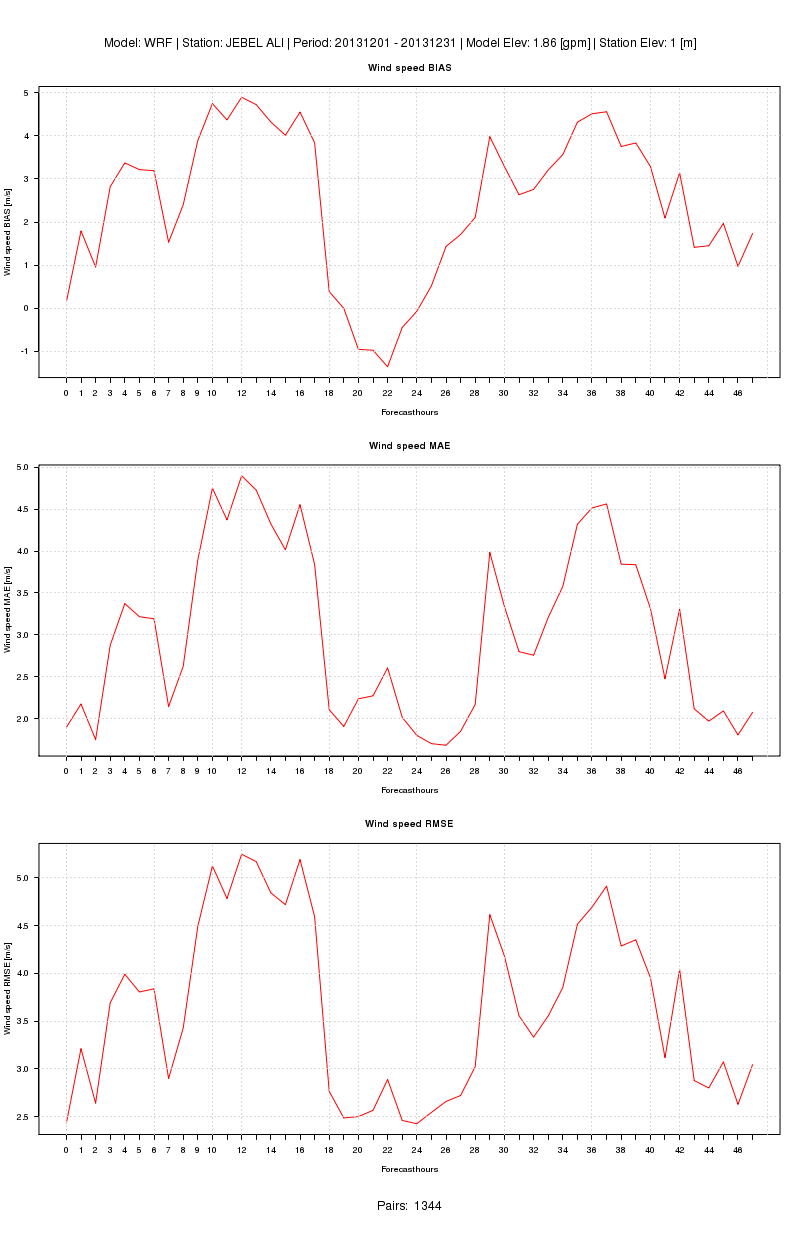 Model: WRF | Station: JEBEL ALI | Period: 20131201 - 20131231 | Model Elev: 1.86 [gpm] | Station Elev: 1 [m]
Wind speed BIAS
Wind speed BIAS [m/s]
5
4
3
2
1
0
-1
0 1 2 3 4 5 6 7 8 9 10 12 14 16 18 20 22 24 26 28 30 32 34 36 38 40 42 44 46
Forecasthours
Wind speed MAE
Wind speed MAE [m/s]
5.0
4.5
4.0
3.5
3.0
2.5
2.0
0 1 2 3 4 5 6 7 8 9 10 12 14 16 18 20 22 24 26 28 30 32 34 36 38 40 42 44 46
Forecasthours
Wind speed RMSE
Wind speed RMSE [m/s]
5.0
4.5
4.0
3.5
3.0
2.5
0 1 2 3 4 5 6 7 8 9 10 12 14 16 18 20 22 24 26 28 30 32 34 36 38 40 42 44 46
Forecasthours
Pairs: 1344